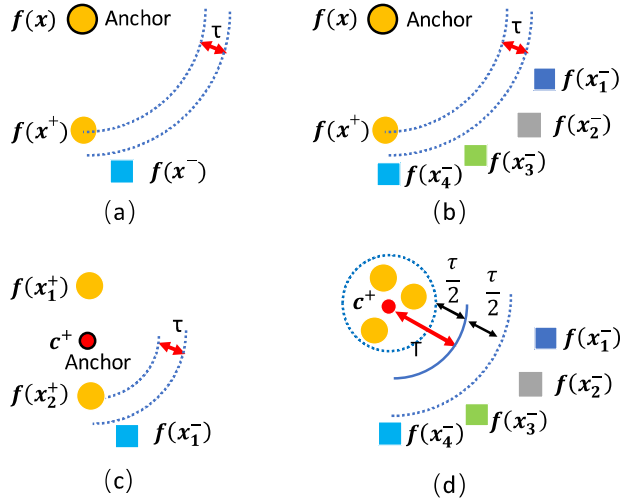 f(x) Anchor
τ
f(x⁺)
f(x⁻)
(a)
f(x) Anchor
τ
f(x₁⁻)
f(x⁺)
f(x₂⁻)
f(x₃⁻)
f(x₄⁻)
(b)
f(x₁⁺)
τ
c⁺
Anchor
f(x₂⁺)
f(x₁⁻)
(c)
τ/2
τ/2
c⁺
T
f(x₁⁻)
f(x₂⁻)
f(x₃⁻)
f(x₄⁻)
(d)